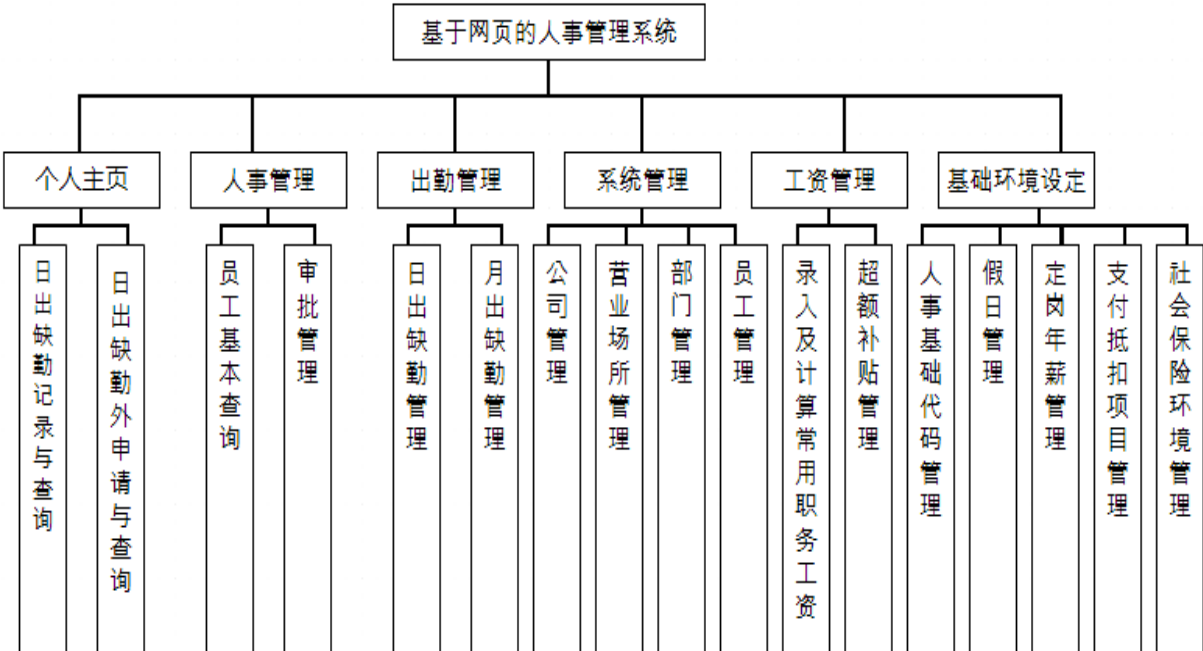 基于网页的人事管理系统
个人主页
人事管理
出勤管理
系统管理
工资管理
基础环境设定
日出缺勤记录与查询
日出缺勤外申请与查询
员工基本查询
审批管理
日出缺勤管理
月出缺勤管理
公司管理
营业场所管理
部门管理
员工管理
录入及计算常用职务工资
超额补贴管理
人事基础代码管理
假日管理
定岗年薪管理
支付抵扣项目管理
社会保险环境管理